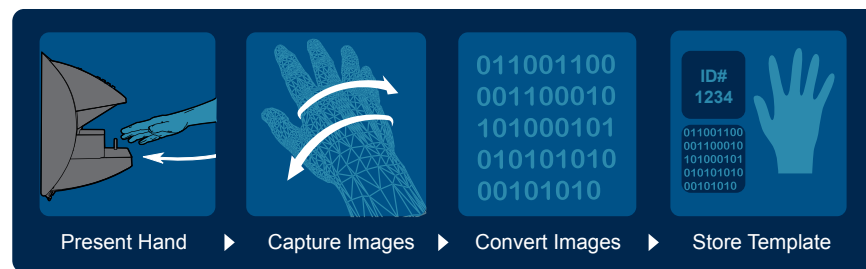 011001100
001100010
101000101
010101010
00101010
ID#
1234
011001100
001100010
101000101
010101010
00101010
Present Hand
Capture Images
Convert Images
Store Template